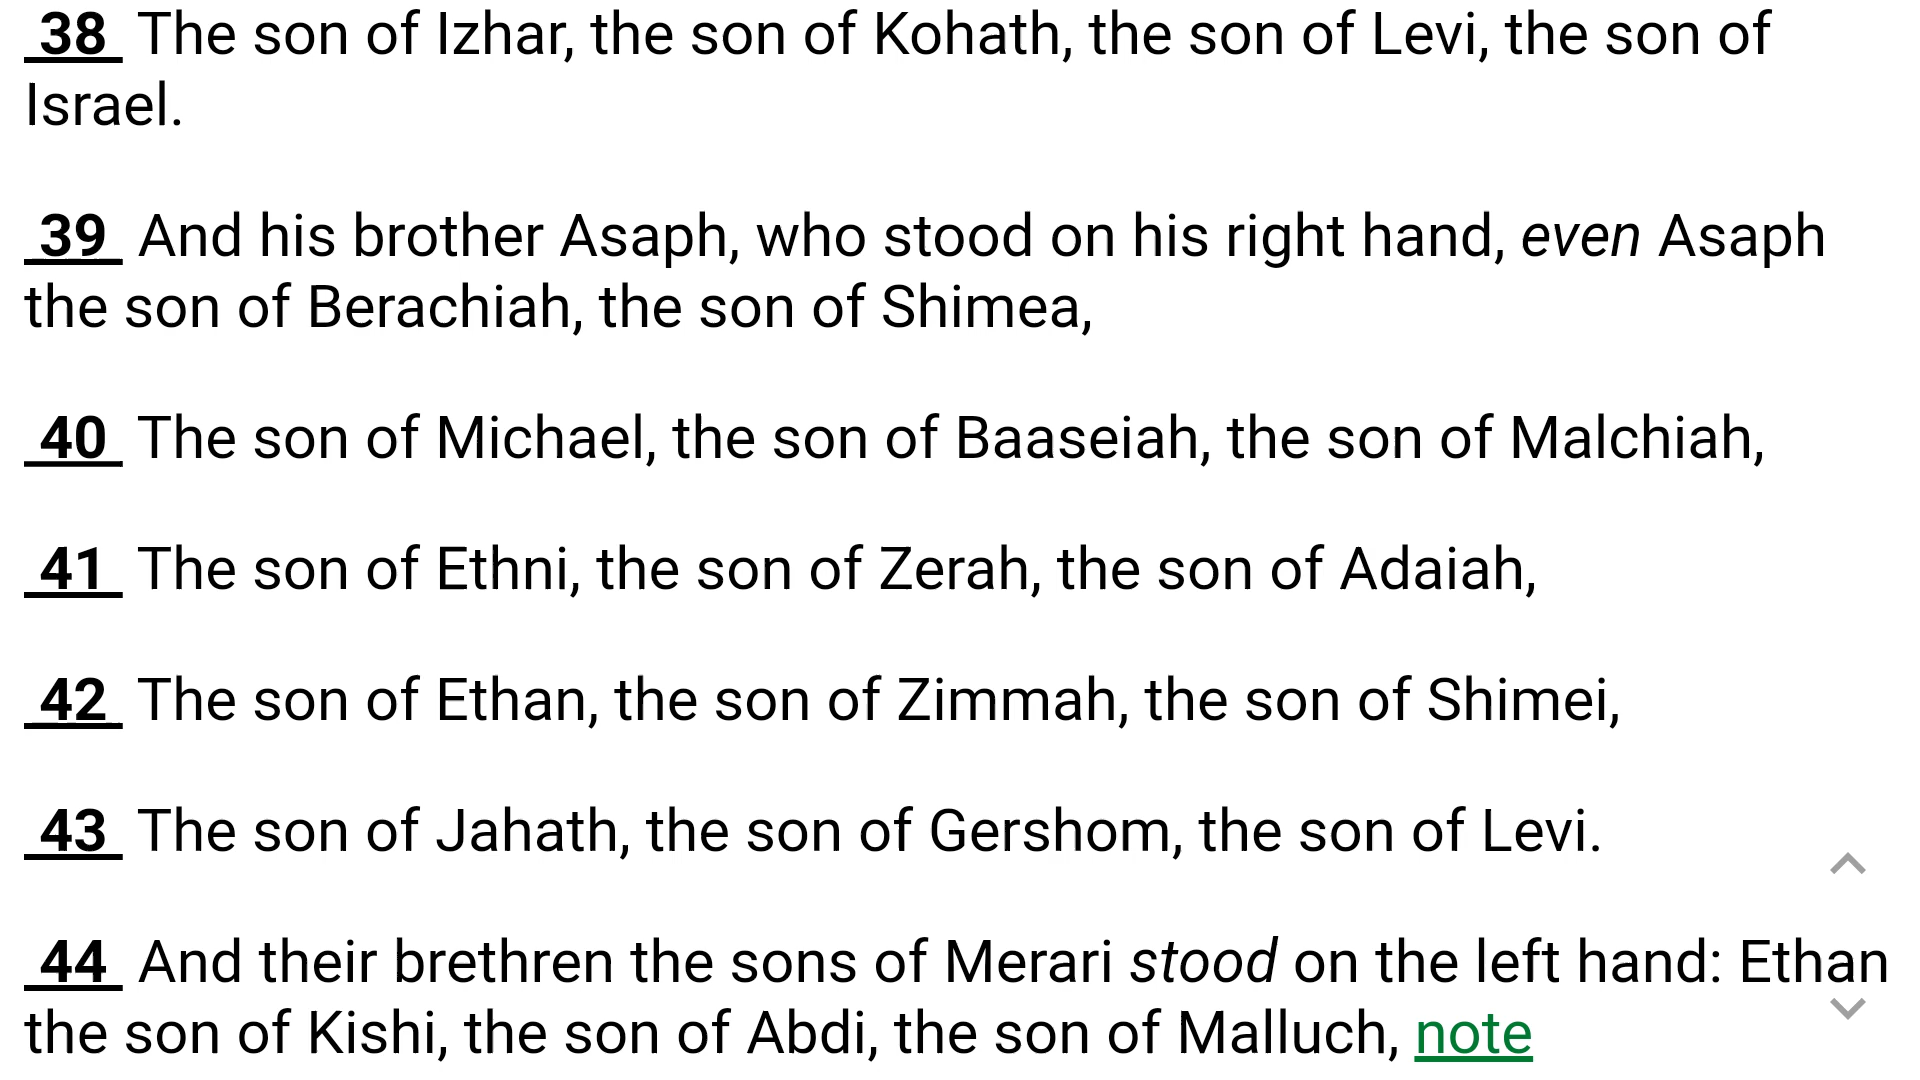 38 The son of Izhar, the son of Kohath, the son of Levi, the son of
Israel.
39 And his brother Asaph, who stood on his right hand, even Asaph
the son of Berachiah, the son of Shimea,
40 The son of Michael, the son of Baaseiah, the son of Malchiah,
41 The son of Ethni, the son of Zerah, the son of Adaiah,
42 The son of Ethan, the son of Zimmah, the son of Shimei,
43 The son of Jahath, the son of Gershom, the son of Levi.
44 And their brethren the sons of Merari stood on the left hand: Ethan
the son of Kishi, the son of Abdi, the son of Malluch, note